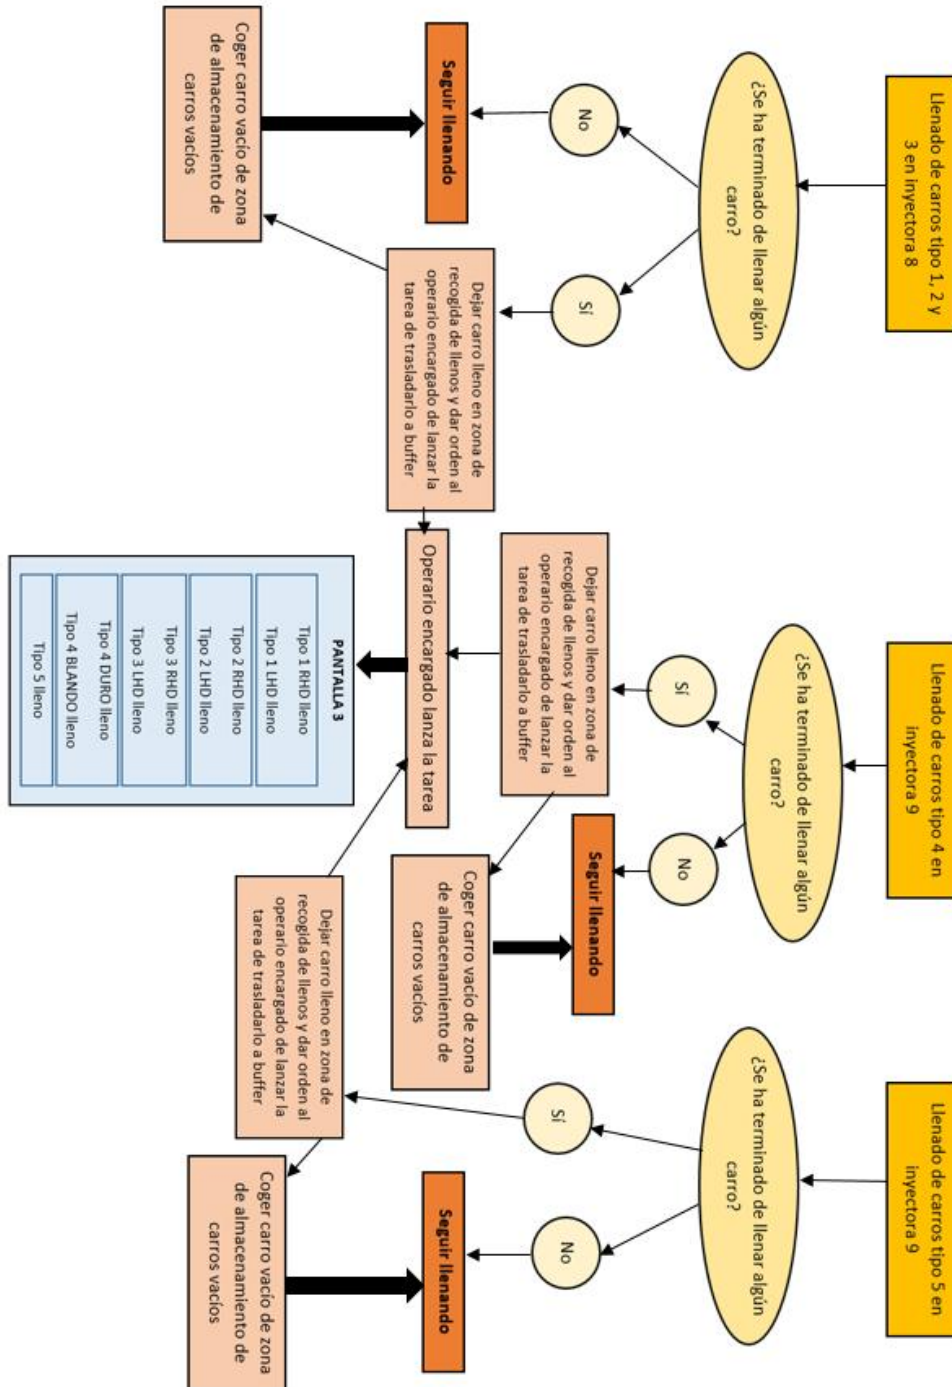 Llenado de carros tipo 1, 2 y
3 en inyectora 8
¿Se ha terminado de llenar algún
carro?
No
Sí
Seguir llenando
Coger carro vacío de zona
de almacenamiento de
carros vacíos
Dejar carro lleno en zona de
recogida de llenos y dar orden al
operario encargado de lanzar la
tarea de trasladarlo a buffer
Llenado de carros tipo 4 en
inyectora 9
¿Se ha terminado de llenar algún
carro?
Sí
No
Dejar carro lleno en zona de
recogida de llenos y dar orden al
operario encargado de lanzar la
tarea de trasladarlo a buffer
Seguir llenando
Coger carro vacío de zona
de almacenamiento de
carros vacíos
Operario encargado lanza la tarea
PANTALLA 3
Tipo 1 RHD lleno
Tipo 1 LHD lleno
Tipo 2 RHD lleno
Tipo 2 LHD lleno
Tipo 3 RHD lleno
Tipo 3 LHD lleno
Tipo 4 DURO lleno
Tipo 4 BLANDO lleno
Tipo 5 lleno
Llenado de carros tipo 5 en
inyectora 9
¿Se ha terminado de llenar algún
carro?
Sí
No
Seguir llenando
Dejar carro lleno en zona de
recogida de llenos y dar orden al
operario encargado de lanzar la
tarea de trasladarlo a buffer
Coger carro vacío de zona
de almacenamiento de
carros vacíos